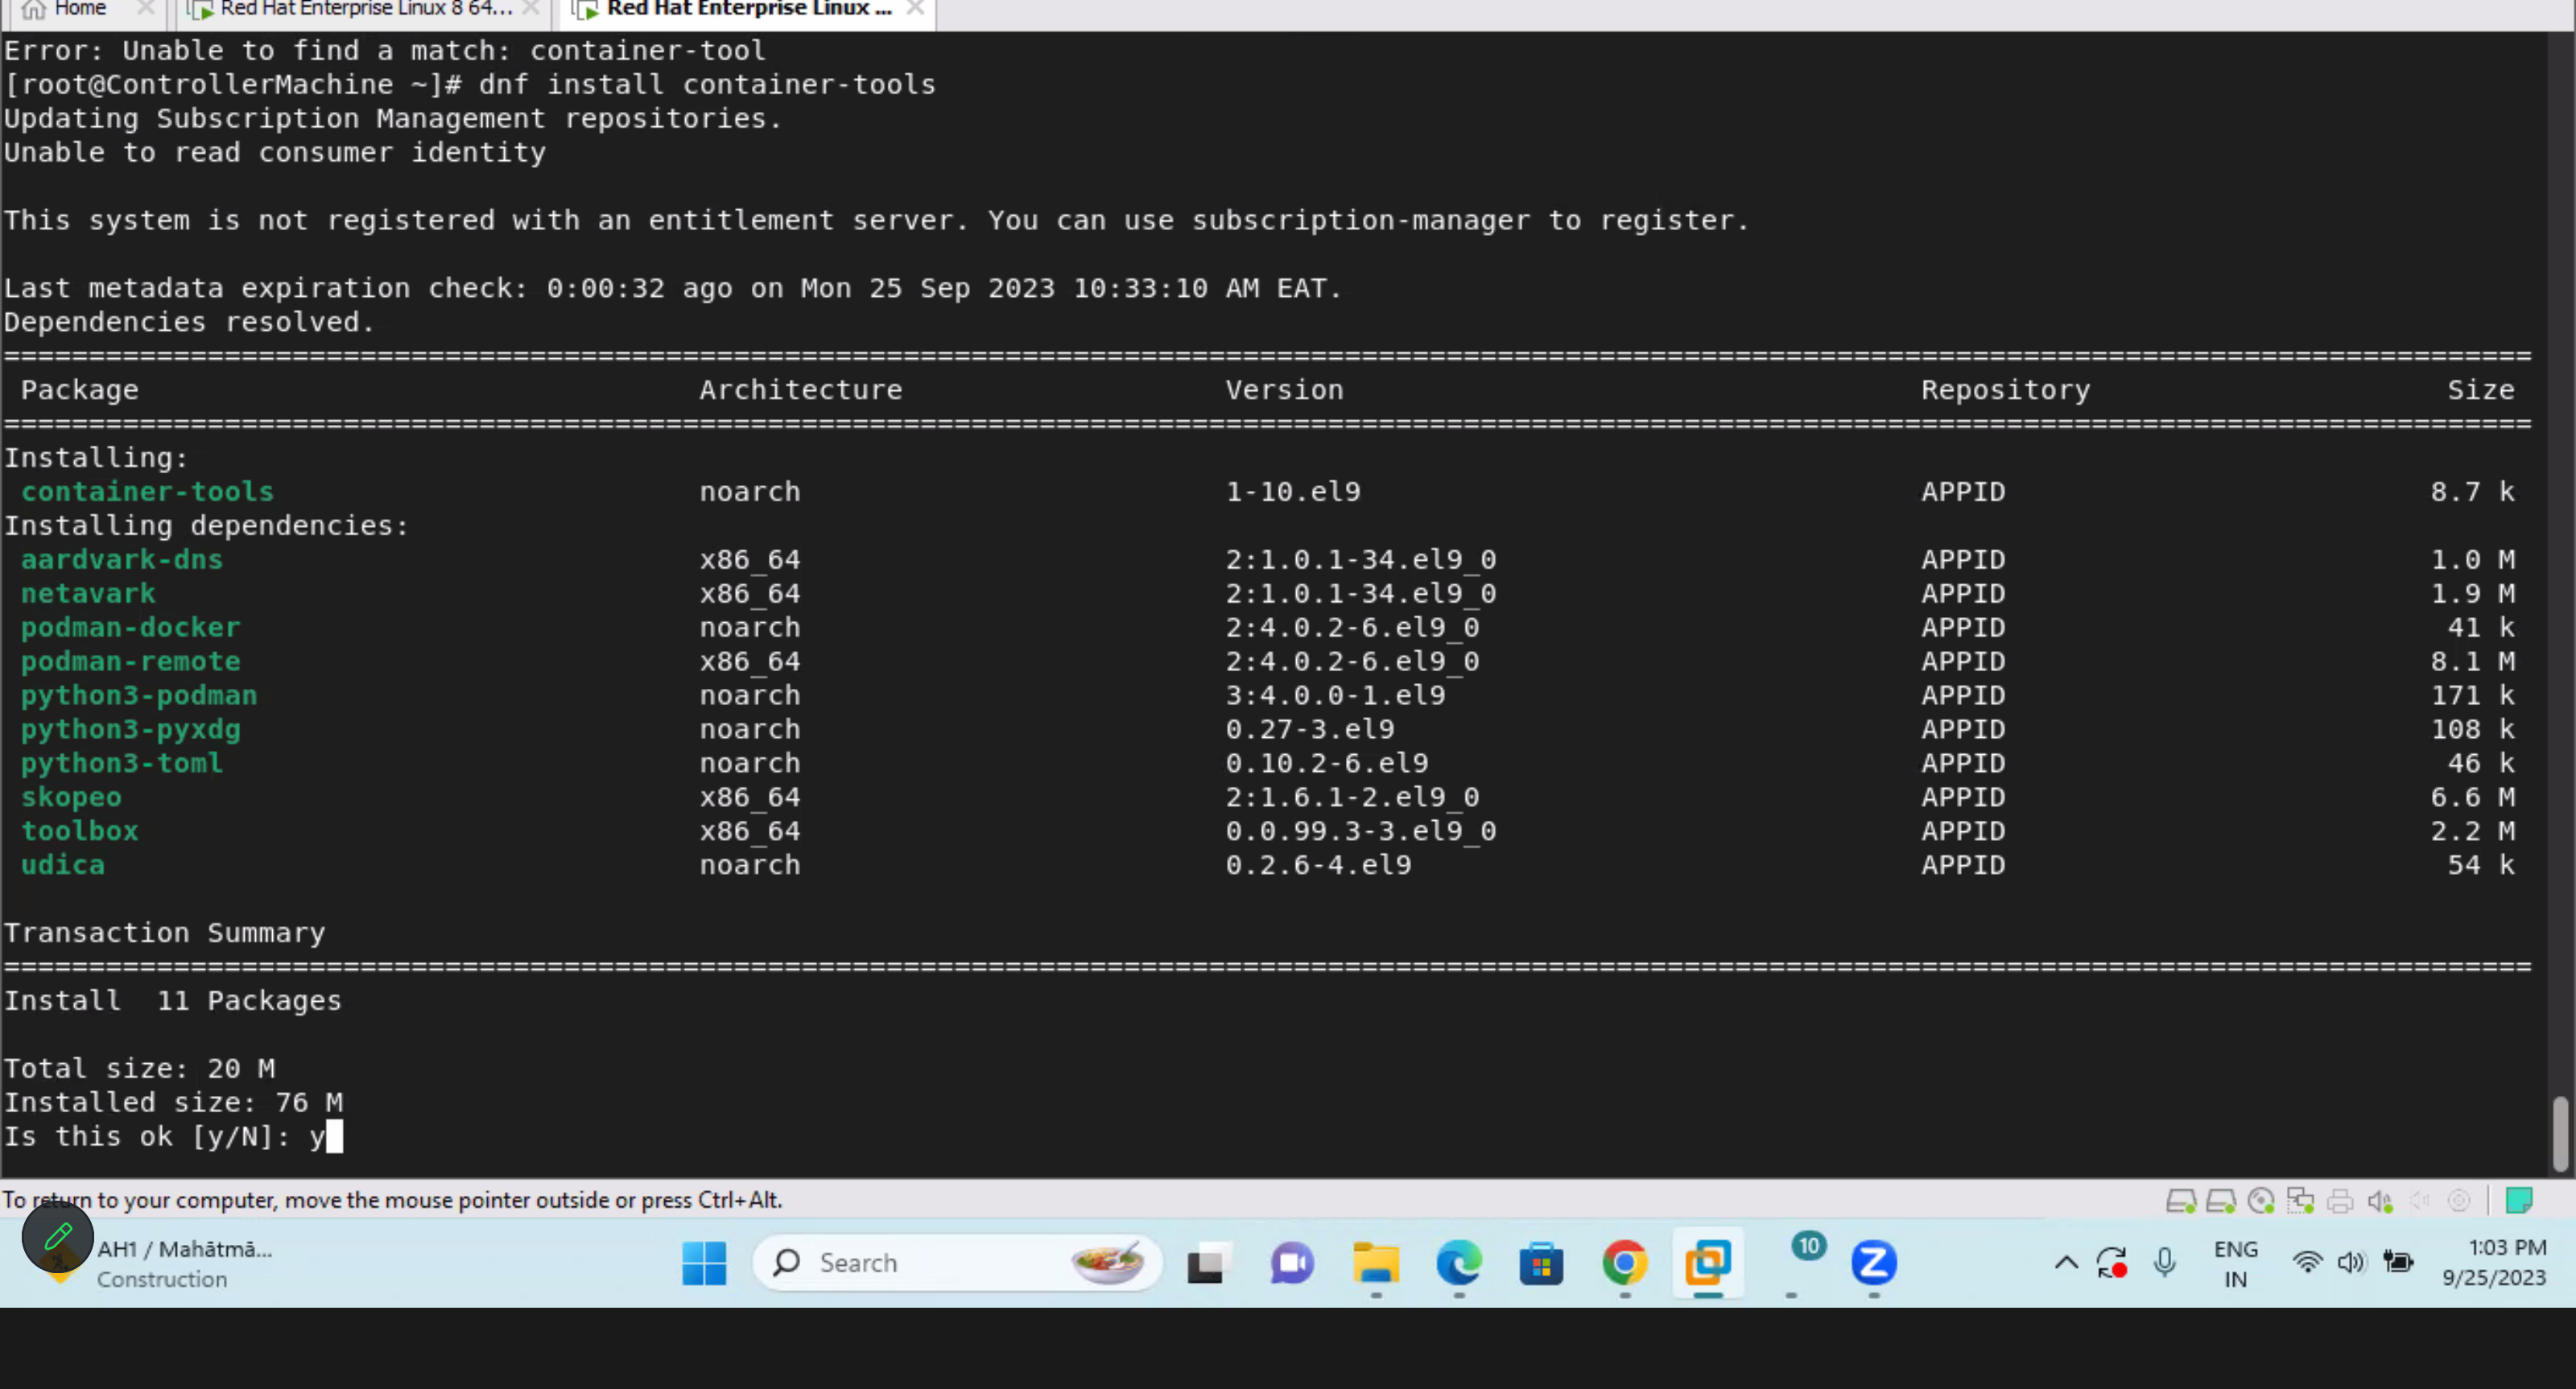 Home
Red Hat Enterprise Linux 8 64...
Red Hat Enterprise Linux ...
Error: Unable to find a match: container-tool
[root@ControllerMachine ~]# dnf install container-tools
Updating Subscription Management repositories.
Unable to read consumer identity
This system is not registered with an entitlement server. You can use subscription-manager to register.
Last metadata expiration check: 0:00:32 ago on Mon 25 Sep 2023 10:33:10 AM EAT.
Dependencies resolved.
Package Architecture Version Repository Size
Installing:
container-tools noarch 1-10.el9 APPID 8.7 k
Installing dependencies:
aardvark-dns x86_64 2:1.0.1-34.el9_0 APPID 1.0 M
netavark x86_64 2:1.0.1-34.el9_0 APPID 1.9 M
podman-docker noarch 2:4.0.2-6.el9_0 APPID 41 k
podman-remote x86_64 2:4.0.2-6.el9_0 APPID 8.1 M
python3-podman noarch 3:4.0.0-1.el9 APPID 171 k
python3-pyxdg noarch 0.27-3.el9 APPID 108 k
python3-toml noarch 0.10.2-6.el9 APPID 46 k
skopeo x86_64 2:1.6.1-2.el9_0 APPID 6.6 M
toolbox x86_64 0.0.99.3-3.el9_0 APPID 2.2 M
udica noarch 0.2.6-4.el9 APPID 54 k
Transaction Summary
Install 11 Packages
Total size: 20 M
Installed size: 76 M
Is this ok [y/N]: y
To return to your computer, move the mouse pointer outside or press Ctrl+Alt.
AH1 / Mahātmā...
Construction
Search
10
Z
ENG
IN
1:03 PM
9/25/2023